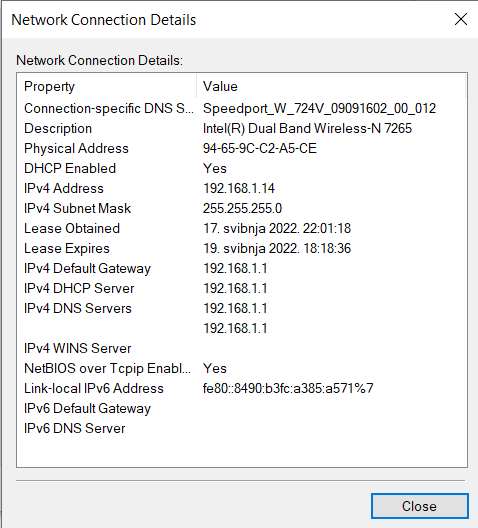 Network Connection Details
Network Connection Details:
Property Value
Connection-specific DNS S... Speedport_W_724V_09091602_00_012
Description Intel(R) Dual Band Wireless-N 7265
Physical Address 94-65-9C-C2-A5-CE
DHCP Enabled Yes
IPv4 Address 192.168.1.14
IPv4 Subnet Mask 255.255.255.0
Lease Obtained 17. svibnja 2022. 22:01:18
Lease Expires 19. svibnja 2022. 18:18:36
IPv4 Default Gateway 192.168.1.1
IPv4 DHCP Server 192.168.1.1
IPv4 DNS Servers 192.168.1.1
192.168.1.1
IPv4 WINS Server
NetBIOS over Tcpip Enabl... Yes
Link-local IPv6 Address fe80::8490:b3fc:a385:a571%7
IPv6 Default Gateway
IPv6 DNS Server
Close